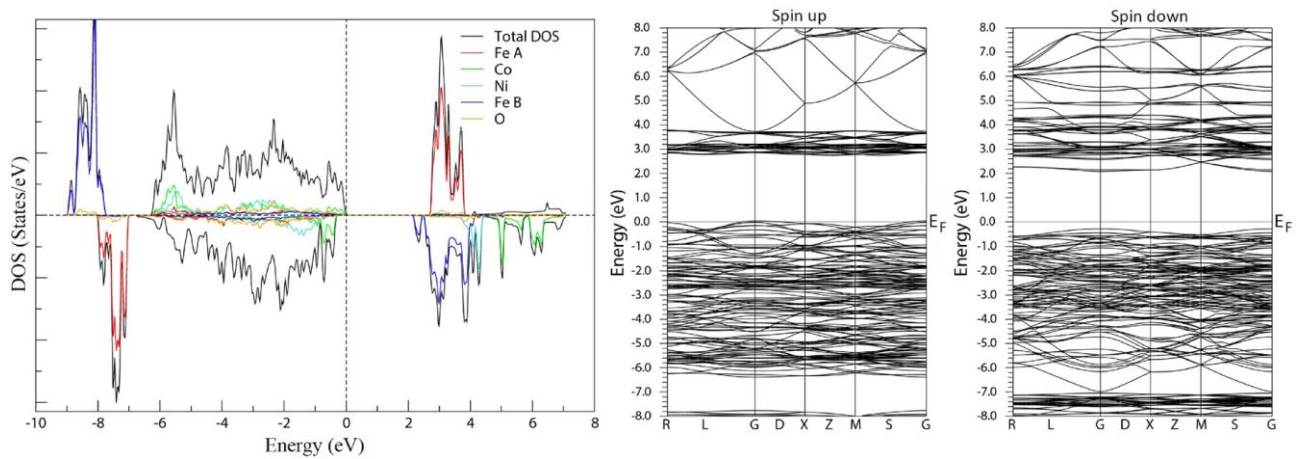 Total DOS
Fe A
Co
Ni
Fe B
O
DOS (States/eV)
-10 -8 -6 -4 -2 0 2 4 6 8
Energy (eV)
Spin up
Energy (eV)
8.0
7.0
6.0
5.0
4.0
3.0
2.0
1.0
0.0
-1.0
-2.0
-3.0
-4.0
-5.0
-6.0
-7.0
-8.0
E_F
R L G D X Z M S G
Spin down
Energy (eV)
8.0
7.0
6.0
5.0
4.0
3.0
2.0
1.0
0.0
-1.0
-2.0
-3.0
-4.0
-5.0
-6.0
-7.0
-8.0
E_F
R L G D X Z M S G